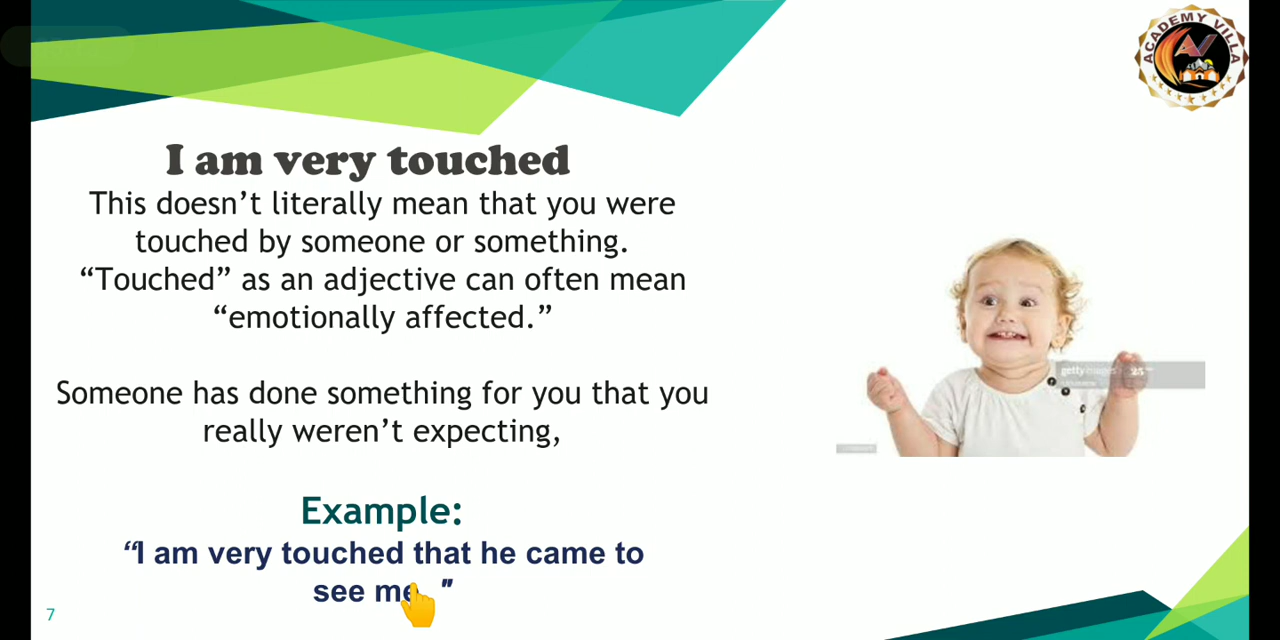 ACADEMY VILLA
I am very touched
This doesn’t literally mean that you were
touched by someone or something.
“Touched” as an adjective can often mean
“emotionally affected.”
Someone has done something for you that you
really weren’t expecting,
Example:
“I am very touched that he came to
see me ”
gettyimages
7